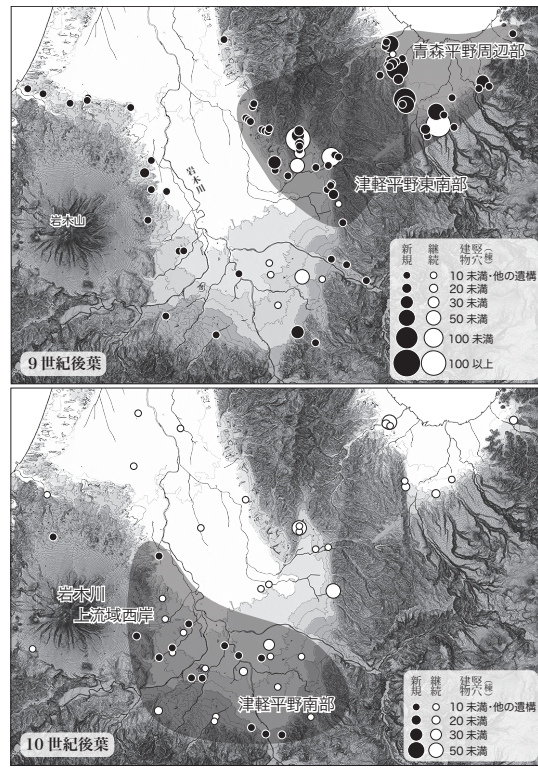 青森平野周辺部
津軽平野東南部
岩木川
岩木山
新規
継続
竪穴建物(棟)
10 未満・他の遺構
20 未満
30 未満
50 未満
100 未満
100 以上
9 世紀後葉
岩木川
上流域西岸
津軽平野南部
新規
継続
竪穴建物(棟)
10 未満・他の遺構
20 未満
30 未満
50 未満
10 世紀後葉